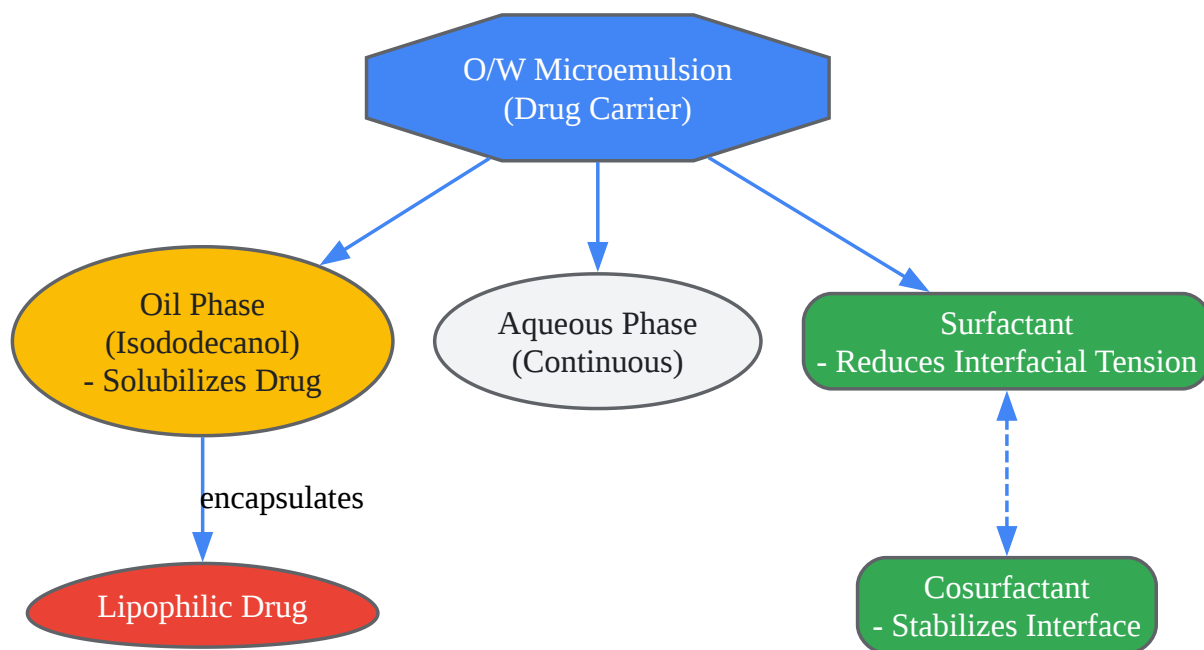 O/W Microemulsion
(Drug Carrier)
Oil Phase
(Isododecanol)
- Solubilizes Drug
Aqueous Phase
(Continuous)
Surfactant
- Reduces Interfacial Tension
encapsulates
Lipophilic Drug
Cosurfactant
- Stabilizes Interface